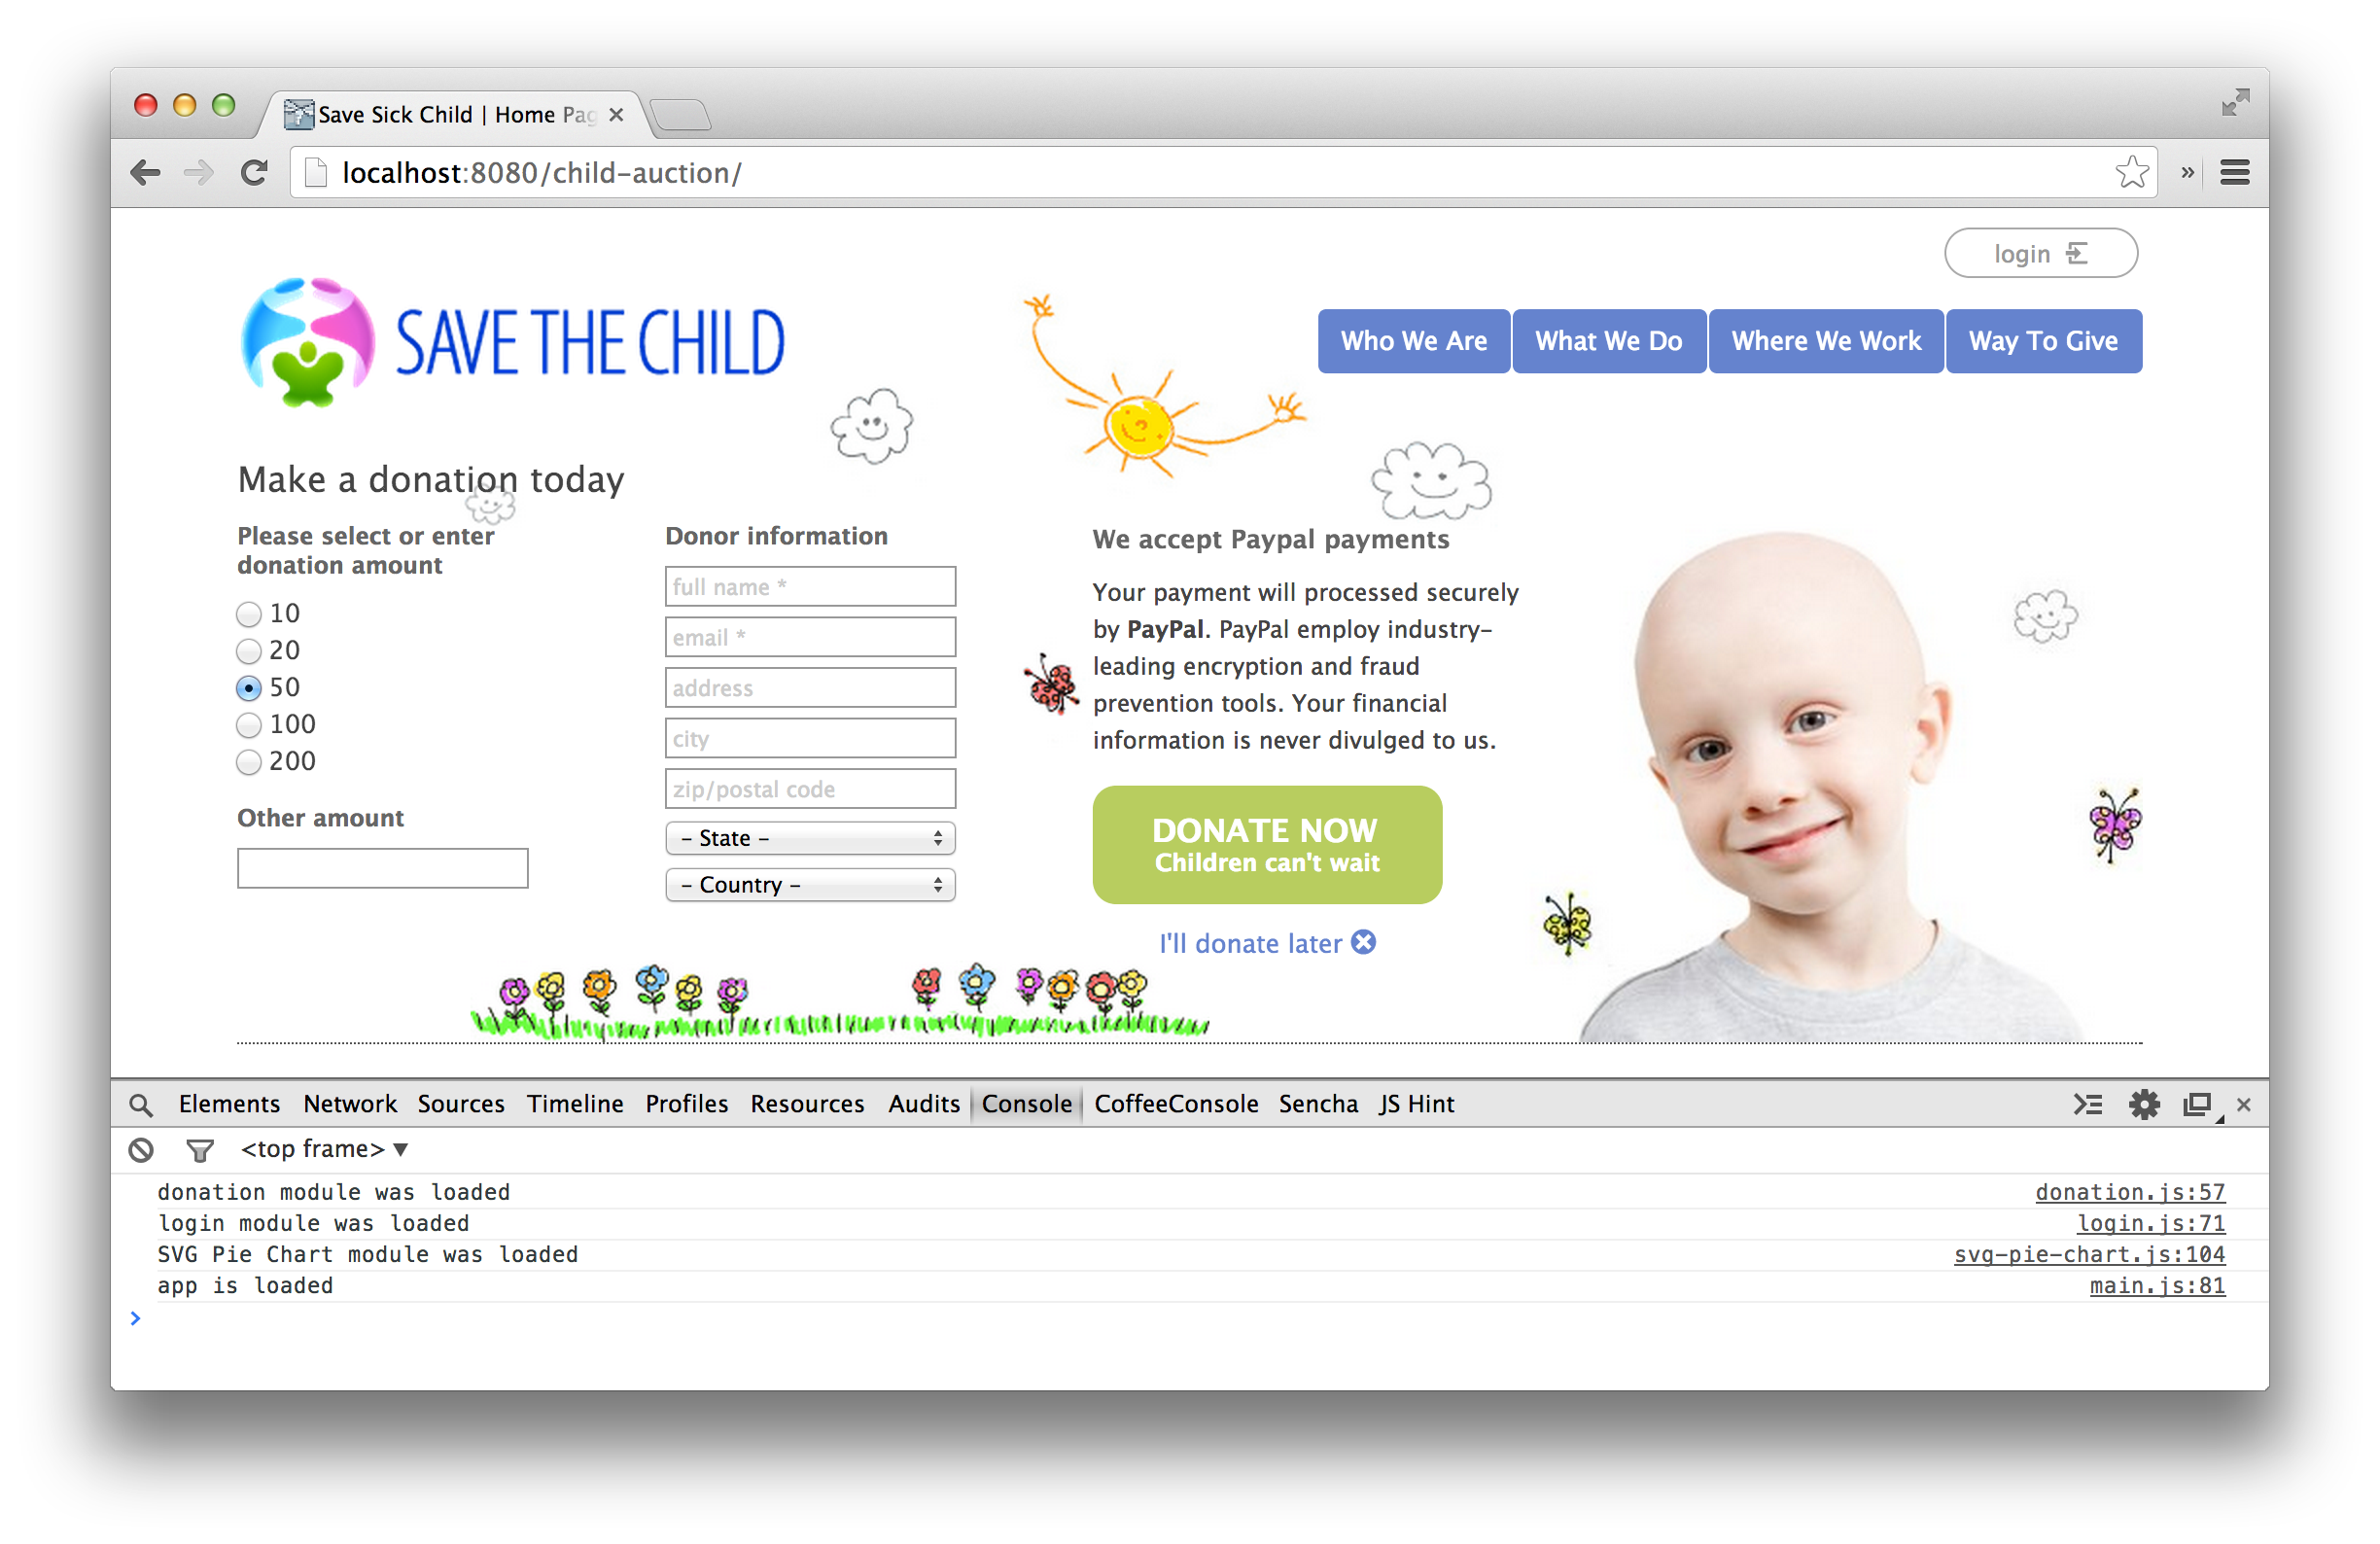 Save Sick Child | Home Pag
localhost:8080/child-auction/
login
SAVE THE CHILD
Who We Are
What We Do
Where We Work
Way To Give
Make a donation today
Please select or enter
donation amount
10
20
50
100
200
Other amount
Donor information
full name *
email *
address
city
zip/postal code
- State -
- Country -
We accept Paypal payments
Your payment will processed securely
by PayPal. PayPal employ industry-
leading encryption and fraud
prevention tools. Your financial
information is never divulged to us.
DONATE NOW
Children can't wait
I'll donate later
Elements Network Sources Timeline Profiles Resources Audits Console CoffeeConsole Sencha JS Hint
<top frame>
donation module was loaded donation.js:57
login module was loaded login.js:71
SVG Pie Chart module was loaded svg-pie-chart.js:104
app is loaded main.js:81